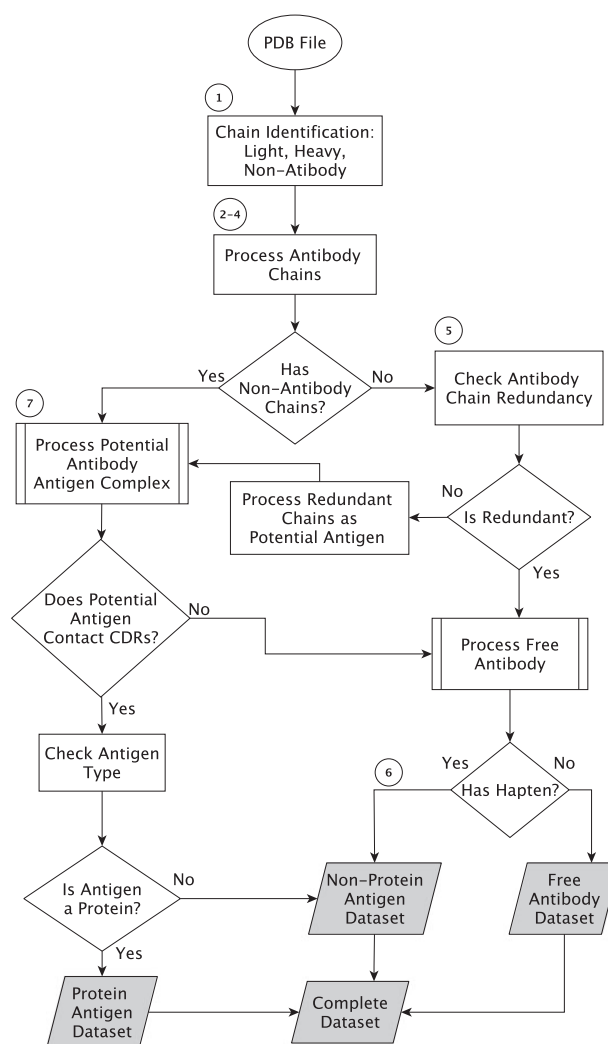 PDB File
1
Chain Identification:
Light, Heavy,
Non-Atibody
2-4
Process Antibody
Chains
5
Has
Non-Antibody
Chains?
Yes
No
Check Antibody
Chain Redundancy
7
Process Potential
Antibody
Antigen Complex
Process Redundant
Chains as
Potential Antigen
No
Is Redundant?
Yes
Does Potential
Antigen
Contact CDRs?
No
Yes
Process Free
Antibody
Check Antigen
Type
6
Yes
No
Has Hapten?
Is Antigen
a Protein?
No
Yes
Non-Protein
Antigen
Dataset
Free
Antibody
Dataset
Protein
Antigen
Dataset
Complete
Dataset